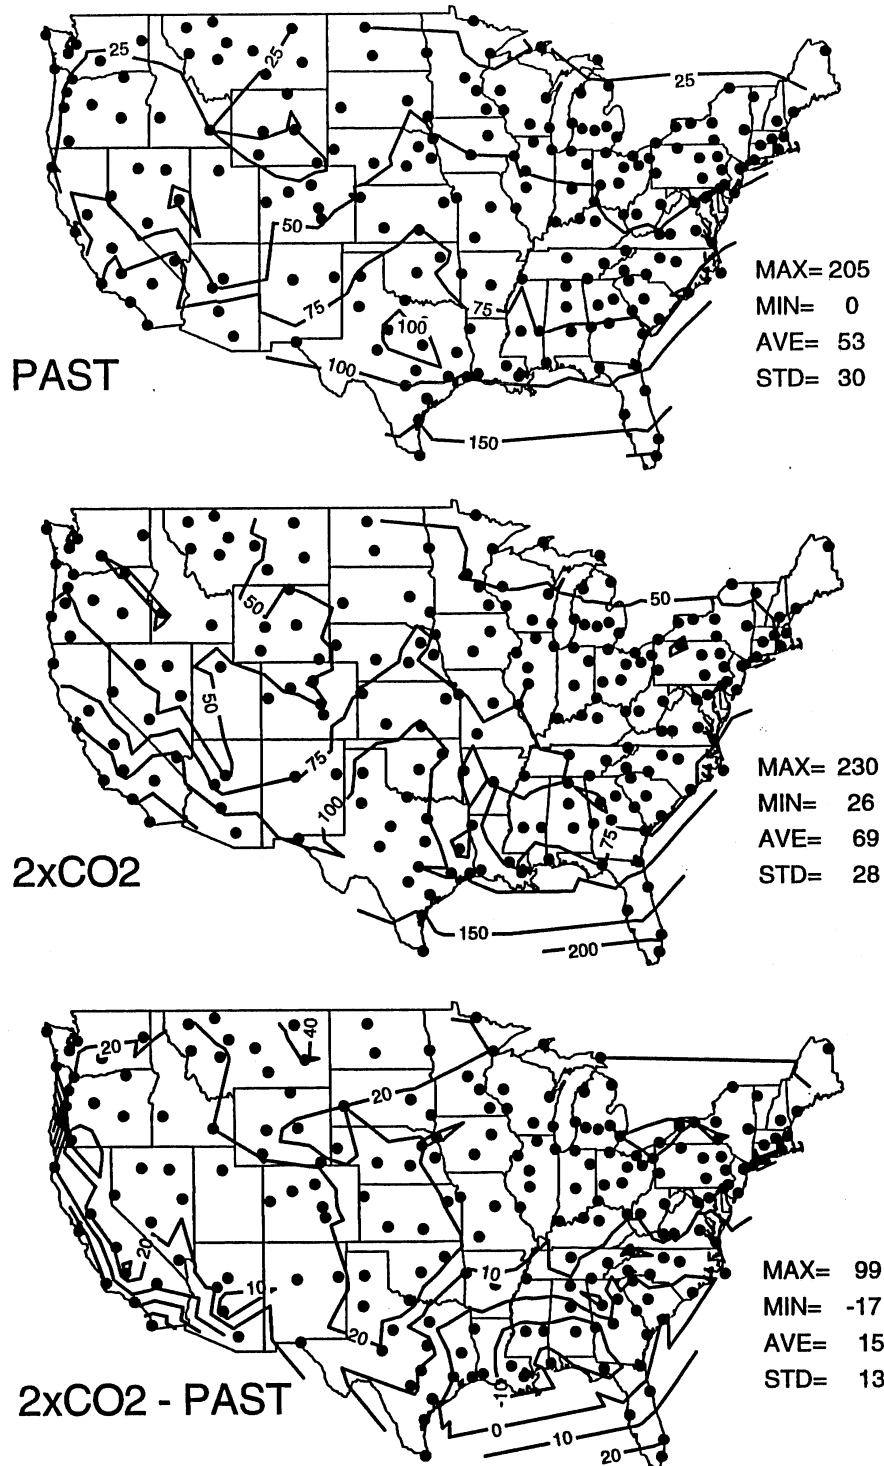 25
25
25
50
75
75
100
100
150
MAX= 205
MIN= 0
AVE= 53
STD= 30
PAST
50
50
50
75
100
75
150
200
MAX= 230
MIN= 26
AVE= 69
STD= 28
2xCO2
20
40
20
20
10
10
20
-10
0
10
20
MAX= 99
MIN= -17
AVE= 15
STD= 13
2xCO2 - PAST